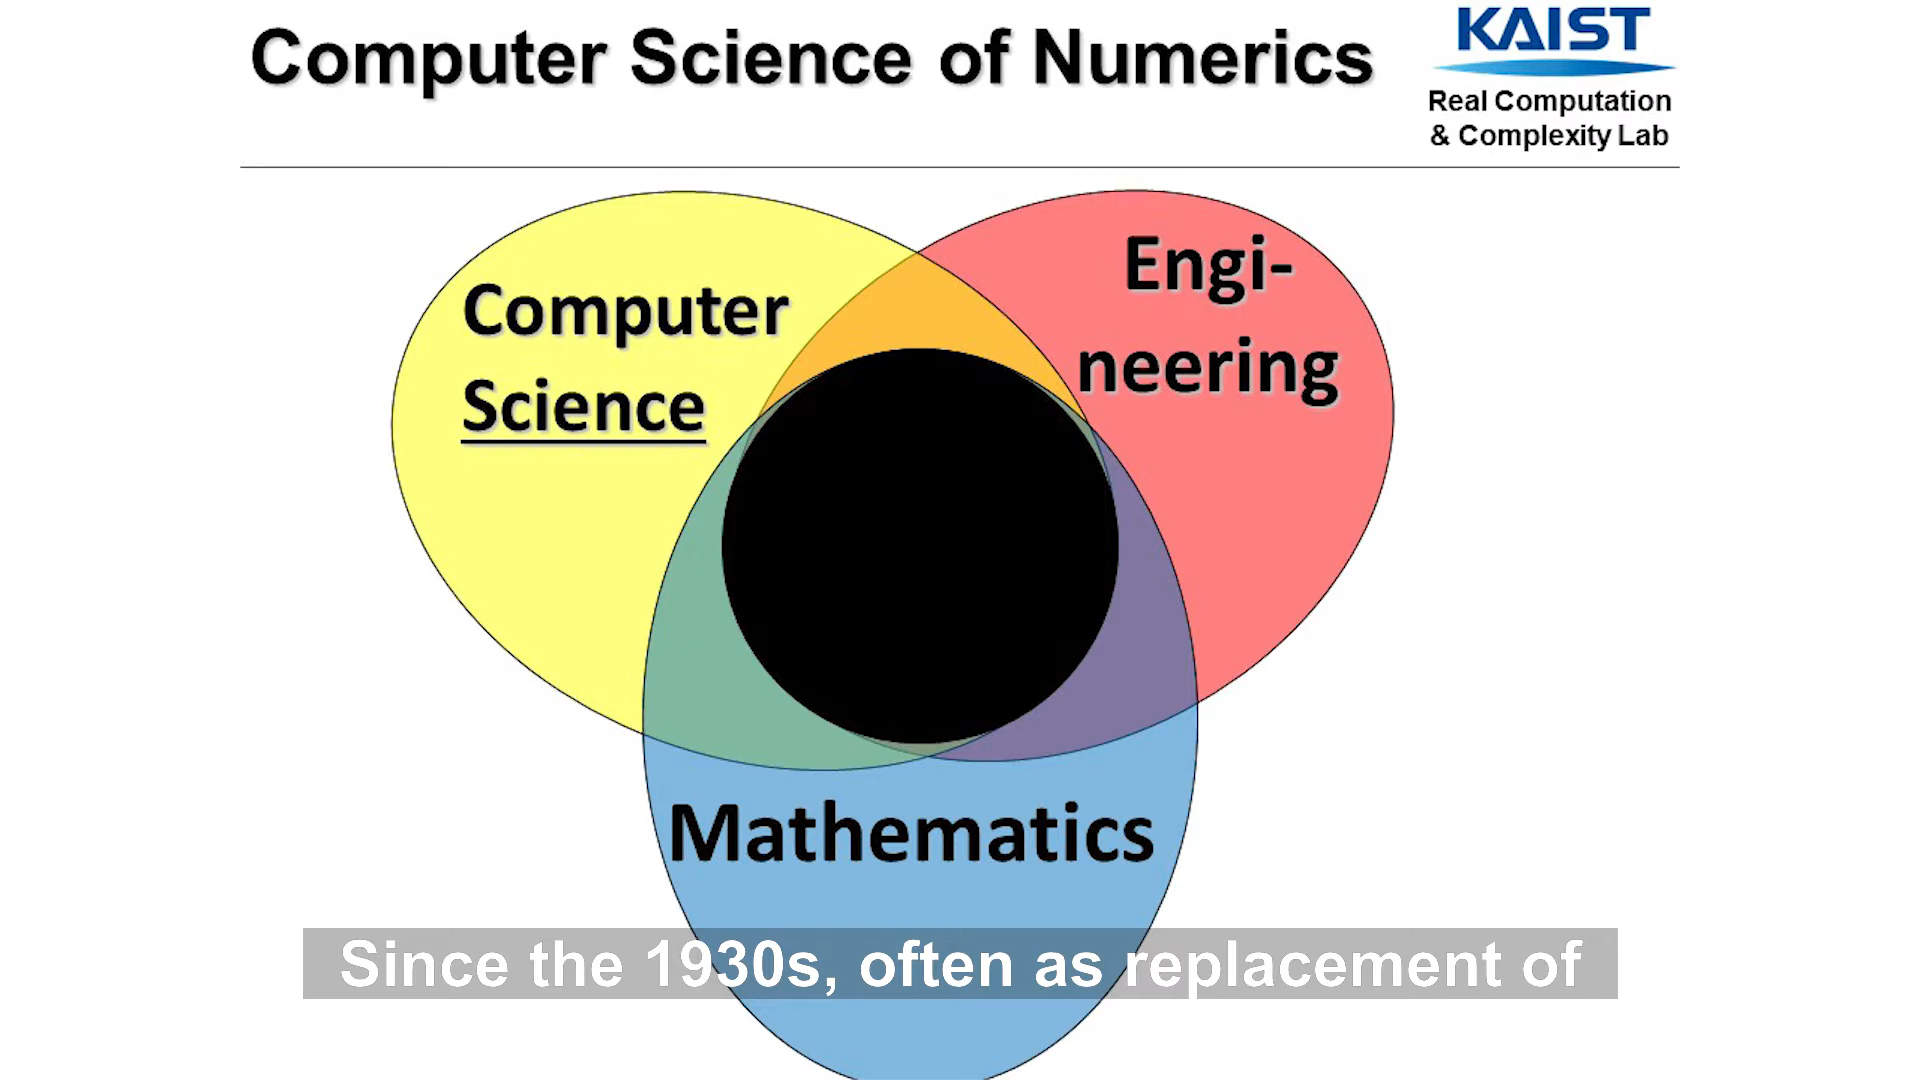 Computer Science of Numerics
KAIST
Real Computation
& Complexity Lab
Computer
Science
Engi-
neering
Mathematics
Since the 1930s, often as replacement of